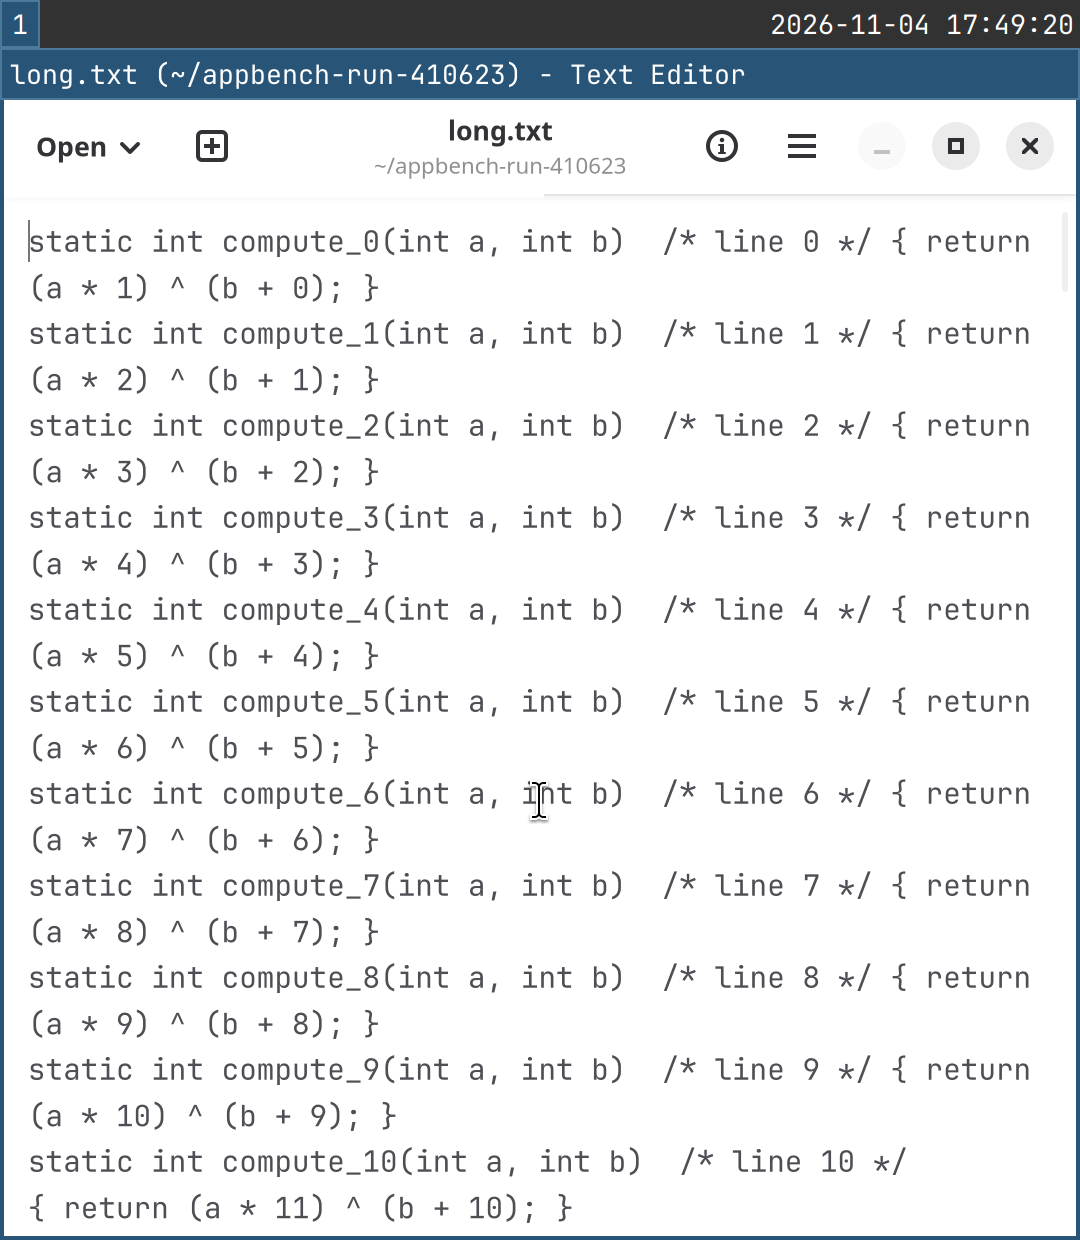 1
2026-11-04 17:49:20
long.txt (~/appbench-run-410623) - Text Editor
Open
long.txt
~/appbench-run-410623
static int compute_0(int a, int b)  /* line 0 */ { return
(a * 1) ^ (b + 0); }
static int compute_1(int a, int b)  /* line 1 */ { return
(a * 2) ^ (b + 1); }
static int compute_2(int a, int b)  /* line 2 */ { return
(a * 3) ^ (b + 2); }
static int compute_3(int a, int b)  /* line 3 */ { return
(a * 4) ^ (b + 3); }
static int compute_4(int a, int b)  /* line 4 */ { return
(a * 5) ^ (b + 4); }
static int compute_5(int a, int b)  /* line 5 */ { return
(a * 6) ^ (b + 5); }
static int compute_6(int a, int b)  /* line 6 */ { return
(a * 7) ^ (b + 6); }
static int compute_7(int a, int b)  /* line 7 */ { return
(a * 8) ^ (b + 7); }
static int compute_8(int a, int b)  /* line 8 */ { return
(a * 9) ^ (b + 8); }
static int compute_9(int a, int b)  /* line 9 */ { return
(a * 10) ^ (b + 9); }
static int compute_10(int a, int b)  /* line 10 */
{ return (a * 11) ^ (b + 10); }